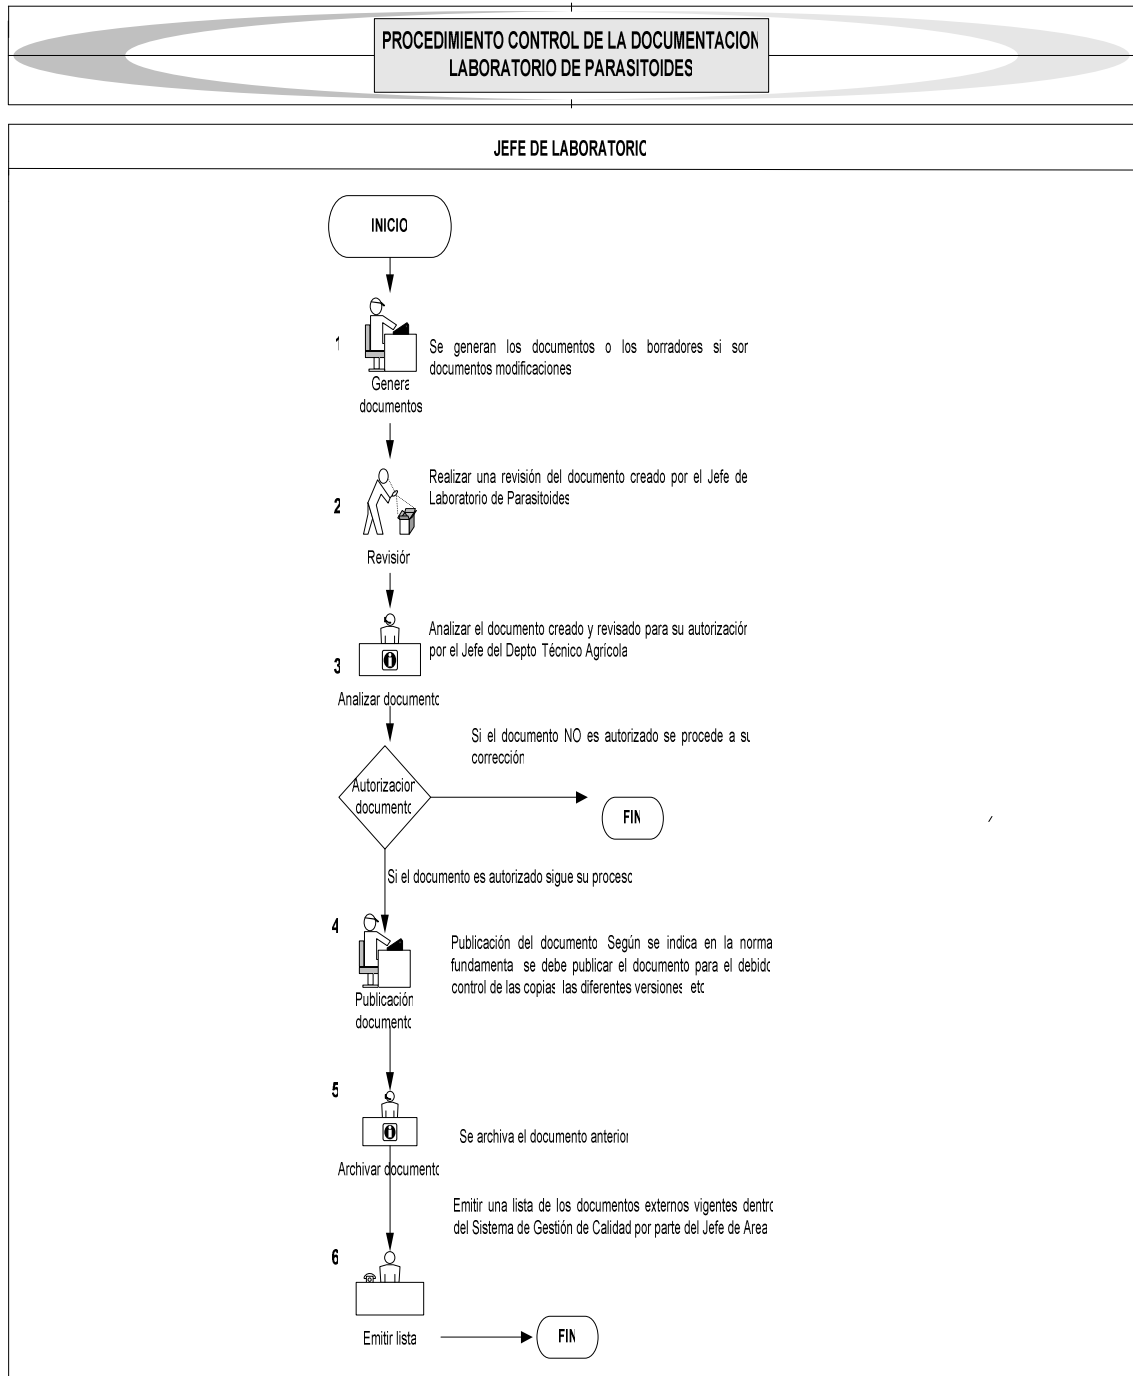 PROCEDIMIENTO CONTROL DE LA DOCUMENTACION
LABORATORIO DE PARASITOIDES
JEFE DE LABORATORIO
INICIO
1
Se generan los documentos o los borradores si son
documentos modificaciones
Genera
documentos
Realizar una revisión del documento creado por el Jefe de
Laboratorio de Parasitoides
2
Revisión
Analizar el documento creado y revisado para su autorización
por el Jefe del Depto Técnico Agrícola
3
Analizar documento
Si el documento NO es autorizado se procede a su
corrección
Autorizacion
documento
FIN
Si el documento es autorizado sigue su proceso
4
Publicación del documento Según se indica en la norma
fundamenta se debe publicar el documento para el debido
control de las copias las diferentes versiones etc
Publicación
documento
5
Se archiva el documento anterior
Archivar documento
Emitir una lista de los documentos externos vigentes dentro
del Sistema de Gestión de Calidad por parte del Jefe de Area
6
Emitir lista
FIN